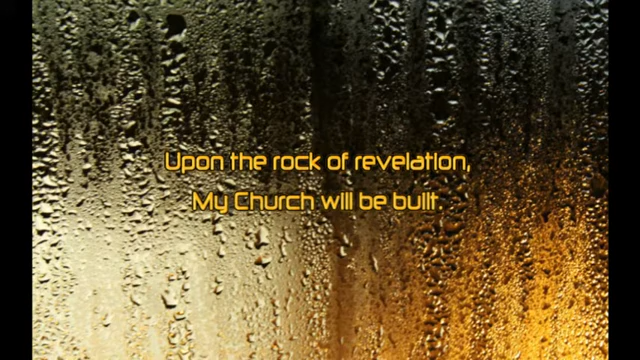 Upon the rock of revelation,
My Church will be built.